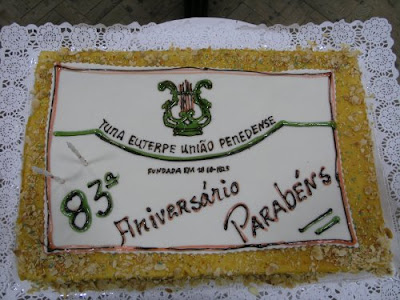 TUNA EUTERPE UNIÃO PENEDENSE
83ª
Aniversário
PARABÉNS